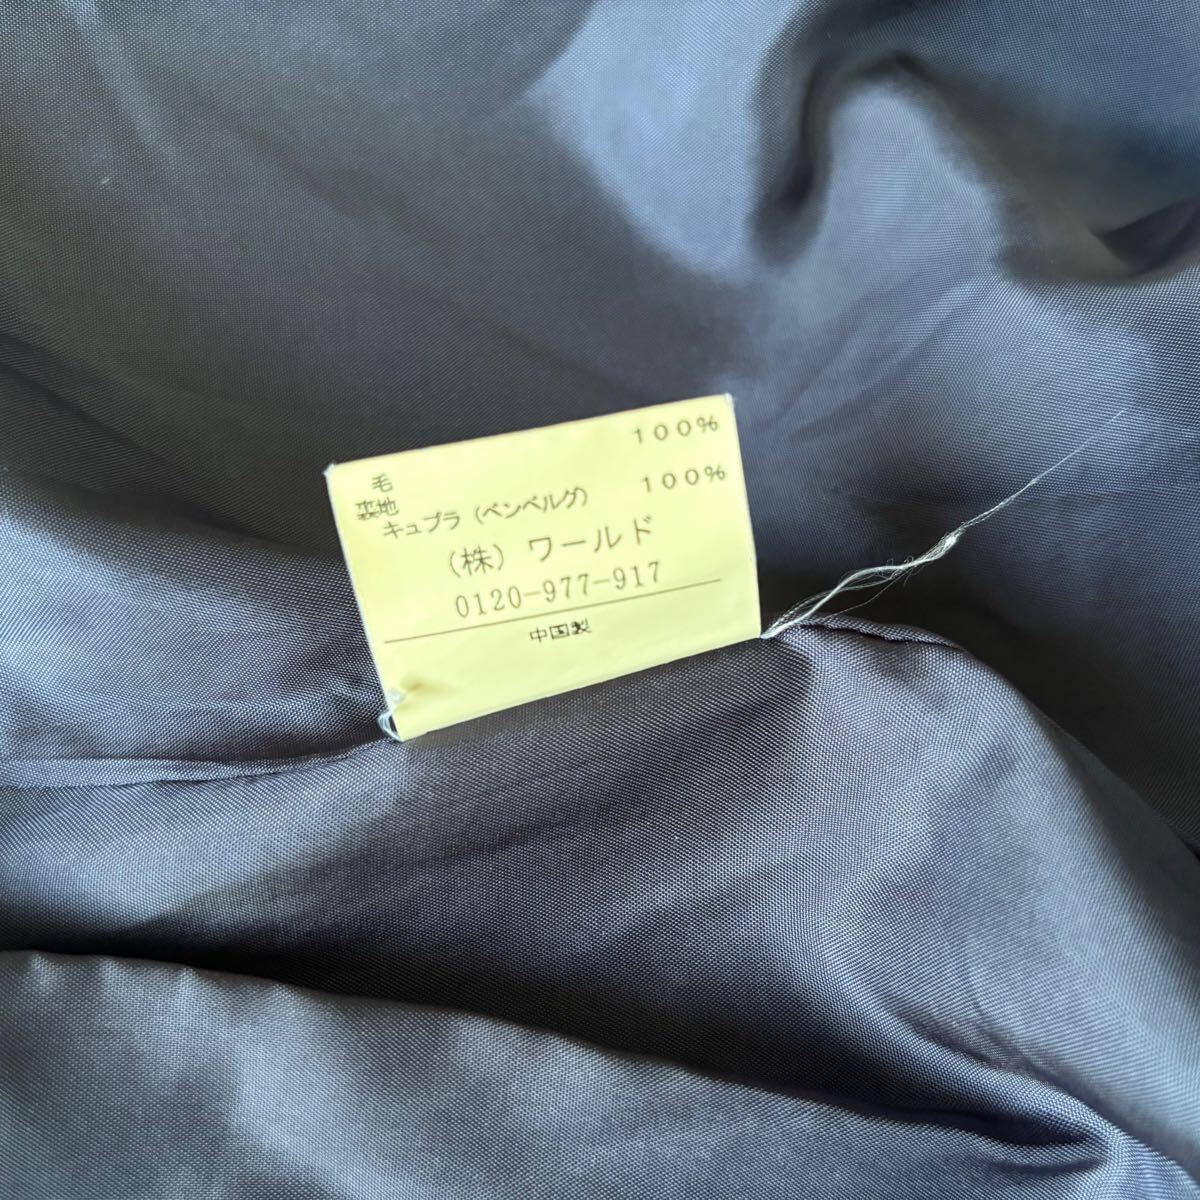 毛 100%
裏地
キュプラ(ベンベルグ) 100%
(株) ワールド
0120-977-917
中国製